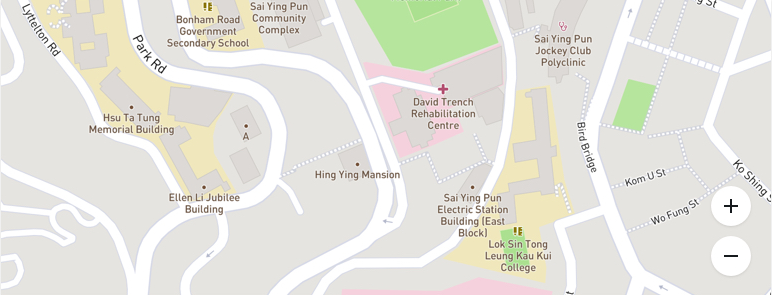 Bonham Road
Government
Secondary School
Sai Ying Pun
Community
Complex
Lyttelton Rd
Park Rd
Sai Ying Pun
Jockey Club
Polyclinic
David Trench
Rehabilitation
Centre
Hsu Ta Tung
Memorial Building
A
Hing Ying Mansion
Bird Bridge
Kom U St
Ko Shing S
Ellen Li Jubilee
Building
Sai Ying Pun
Electric Station
Building (East
Block)
Wo Fung St
Lok Sin Tong
Leung Kau Kui
College
+
−